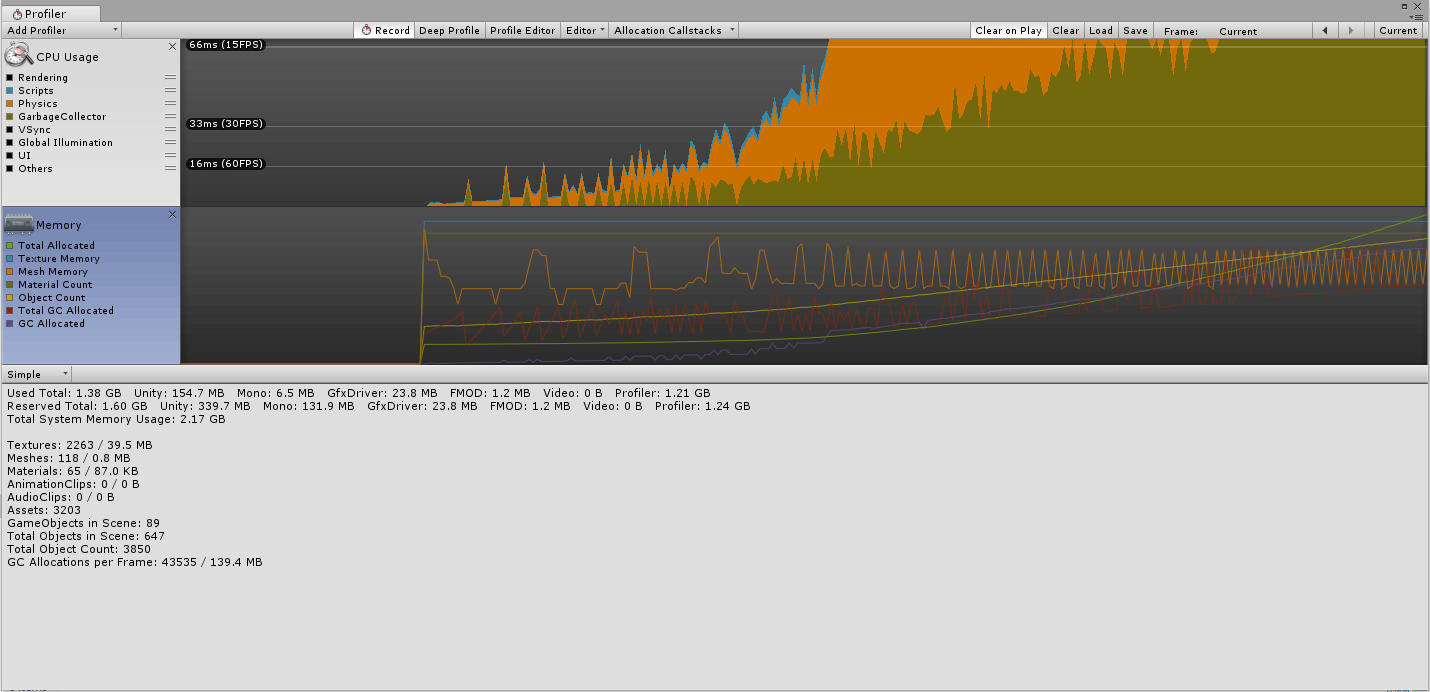 Profiler
Add Profiler Record Deep Profile Profile Editor Editor Allocation Callstacks Clear on Play Clear Load Save Frame: Current Current
CPU Usage
Rendering
Scripts
Physics
GarbageCollector
VSync
Global Illumination
UI
Others
66ms (15FPS)
33ms (30FPS)
16ms (60FPS)
Memory
Total Allocated
Texture Memory
Mesh Memory
Material Count
Object Count
Total GC Allocated
GC Allocated
Simple
Used Total: 1.38 GB Unity: 154.7 MB Mono: 6.5 MB GfxDriver: 23.8 MB FMOD: 1.2 MB Video: 0 B Profiler: 1.21 GB
Reserved Total: 1.60 GB Unity: 339.7 MB Mono: 131.9 MB GfxDriver: 23.8 MB FMOD: 1.2 MB Video: 0 B Profiler: 1.24 GB
Total System Memory Usage: 2.17 GB
Textures: 2263 / 39.5 MB
Meshes: 118 / 0.8 MB
Materials: 65 / 87.0 KB
AnimationClips: 0 / 0 B
AudioClips: 0 / 0 B
Assets: 3203
GameObjects in Scene: 89
Total Objects in Scene: 647
Total Object Count: 3850
GC Allocations per Frame: 43535 / 139.4 MB